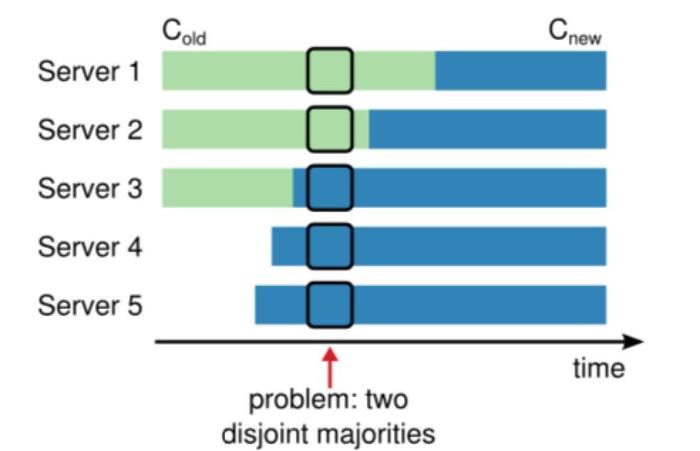 C_old C_new
Server 1
Server 2
Server 3
Server 4
Server 5
time
problem: two
disjoint majorities